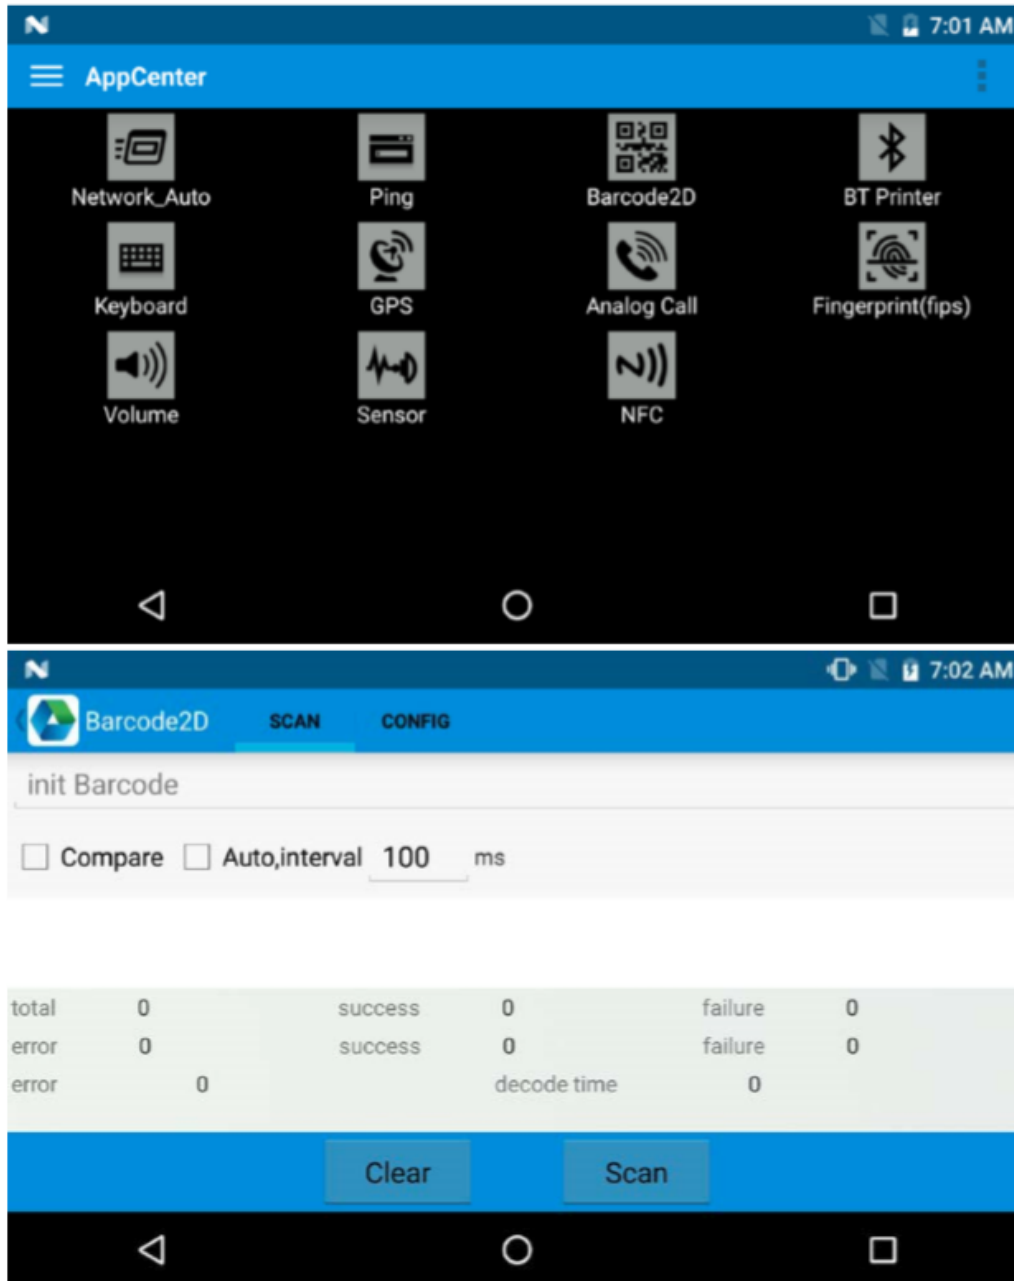 7:01 AM
AppCenter
Network_Auto Ping Barcode2D BT Printer
Keyboard GPS Analog Call Fingerprint(fips)
Volume Sensor NFC
7:02 AM
Barcode2D SCAN CONFIG
init Barcode
Compare Auto,interval 100 ms
total 0 success 0 failure 0
error 0 success 0 failure 0
error 0 decode time 0
Clear Scan